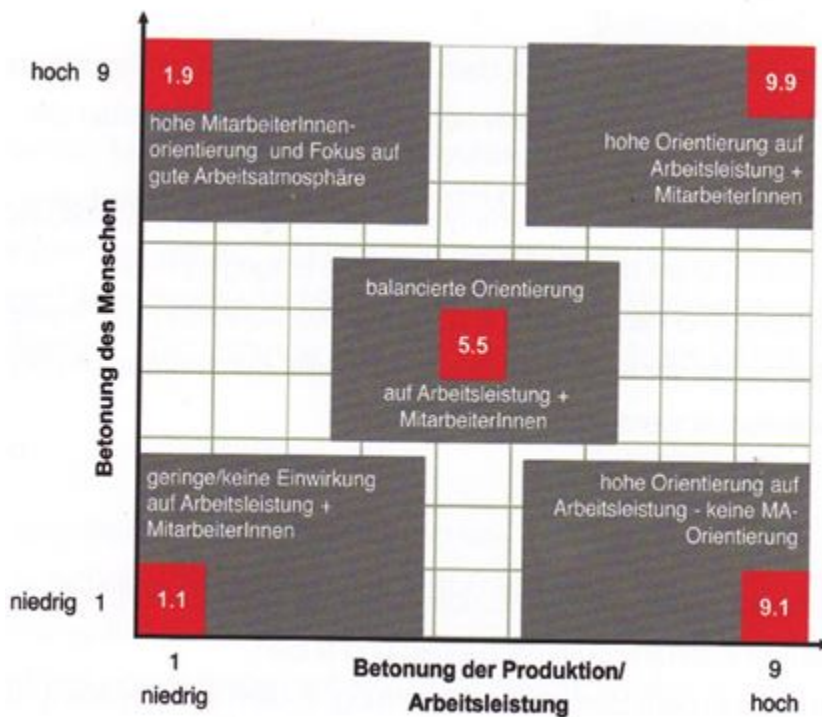 hoch 9
1.9
hohe MitarbeiterInnen-
orientierung und Fokus auf
gute Arbeitsatmosphäre
9.9
hohe Orientierung auf
Arbeitsleistung +
MitarbeiterInnen
Betonung des Menschen
balancierte Orientierung
5.5
auf Arbeitsleistung +
MitarbeiterInnen
geringe/keine Einwirkung
auf Arbeitsleistung +
MitarbeiterInnen
hohe Orientierung auf
Arbeitsleistung - keine MA-
Orientierung
niedrig 1
1.1
9.1
1
niedrig
Betonung der Produktion/
Arbeitsleistung
9
hoch